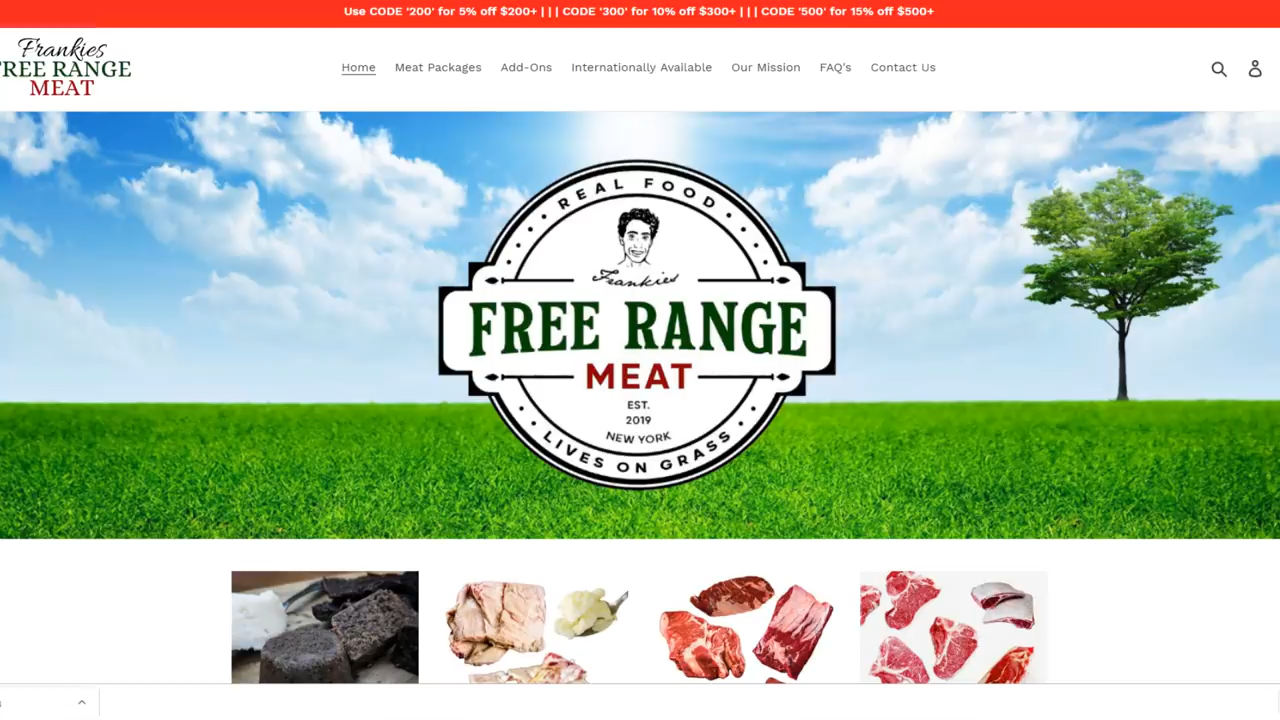 Use CODE '200' for 5% off $200+ | | | CODE '300' for 10% off $300+ | | | CODE '500' for 15% off $500+
Frankies
FREE RANGE
MEAT
Home Meat Packages Add-Ons Internationally Available Our Mission FAQ's Contact Us
REAL FOOD
Frankies
FREE RANGE
MEAT
EST.
2019
NEW YORK
LIVES ON GRASS